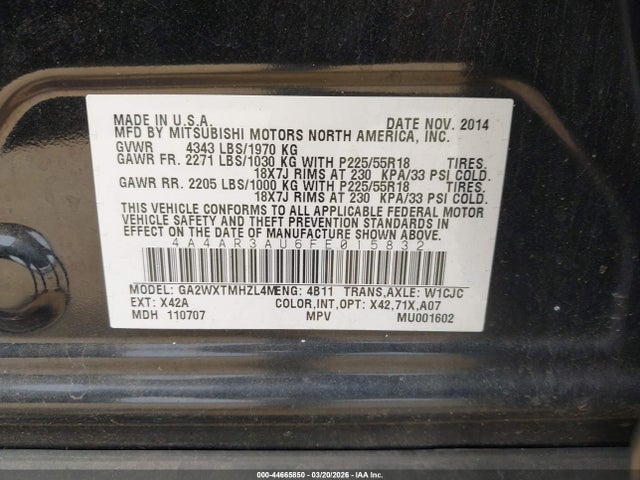 MADE IN U.S.A. DATE NOV. 2014
MFD BY MITSUBISHI MOTORS NORTH AMERICA, INC.
GVWR 4343 LBS/1970 KG
GAWR FR. 2271 LBS/1030 KG WITH P225/55R18 TIRES.
18X7J RIMS AT 230 KPA/33 PSI COLD.
GAWR RR. 2205 LBS/1000 KG WITH P225/55R18 TIRES.
18X7J RIMS AT 230 KPA/33 PSI COLD.
THIS VEHICLE CONFORMS TO ALL APPLICABLE FEDERAL MOTOR
VEHICLE SAFETY AND THEFT PREVENTION STANDARDS IN
EFFECT ON THE DATE OF MANUFACTURE SHOWN ABOVE.
4A4AR3AU6FE015832
MODEL: GA2WXTMHZL4M ENG: 4B11 TRANS,AXLE: W1CJC
EXT: X42A COLOR,INT,OPT: X42,71X,A07
MDH 110707 MPV MU001602
000-44665850 - 03/20/2026 - IAA Inc.